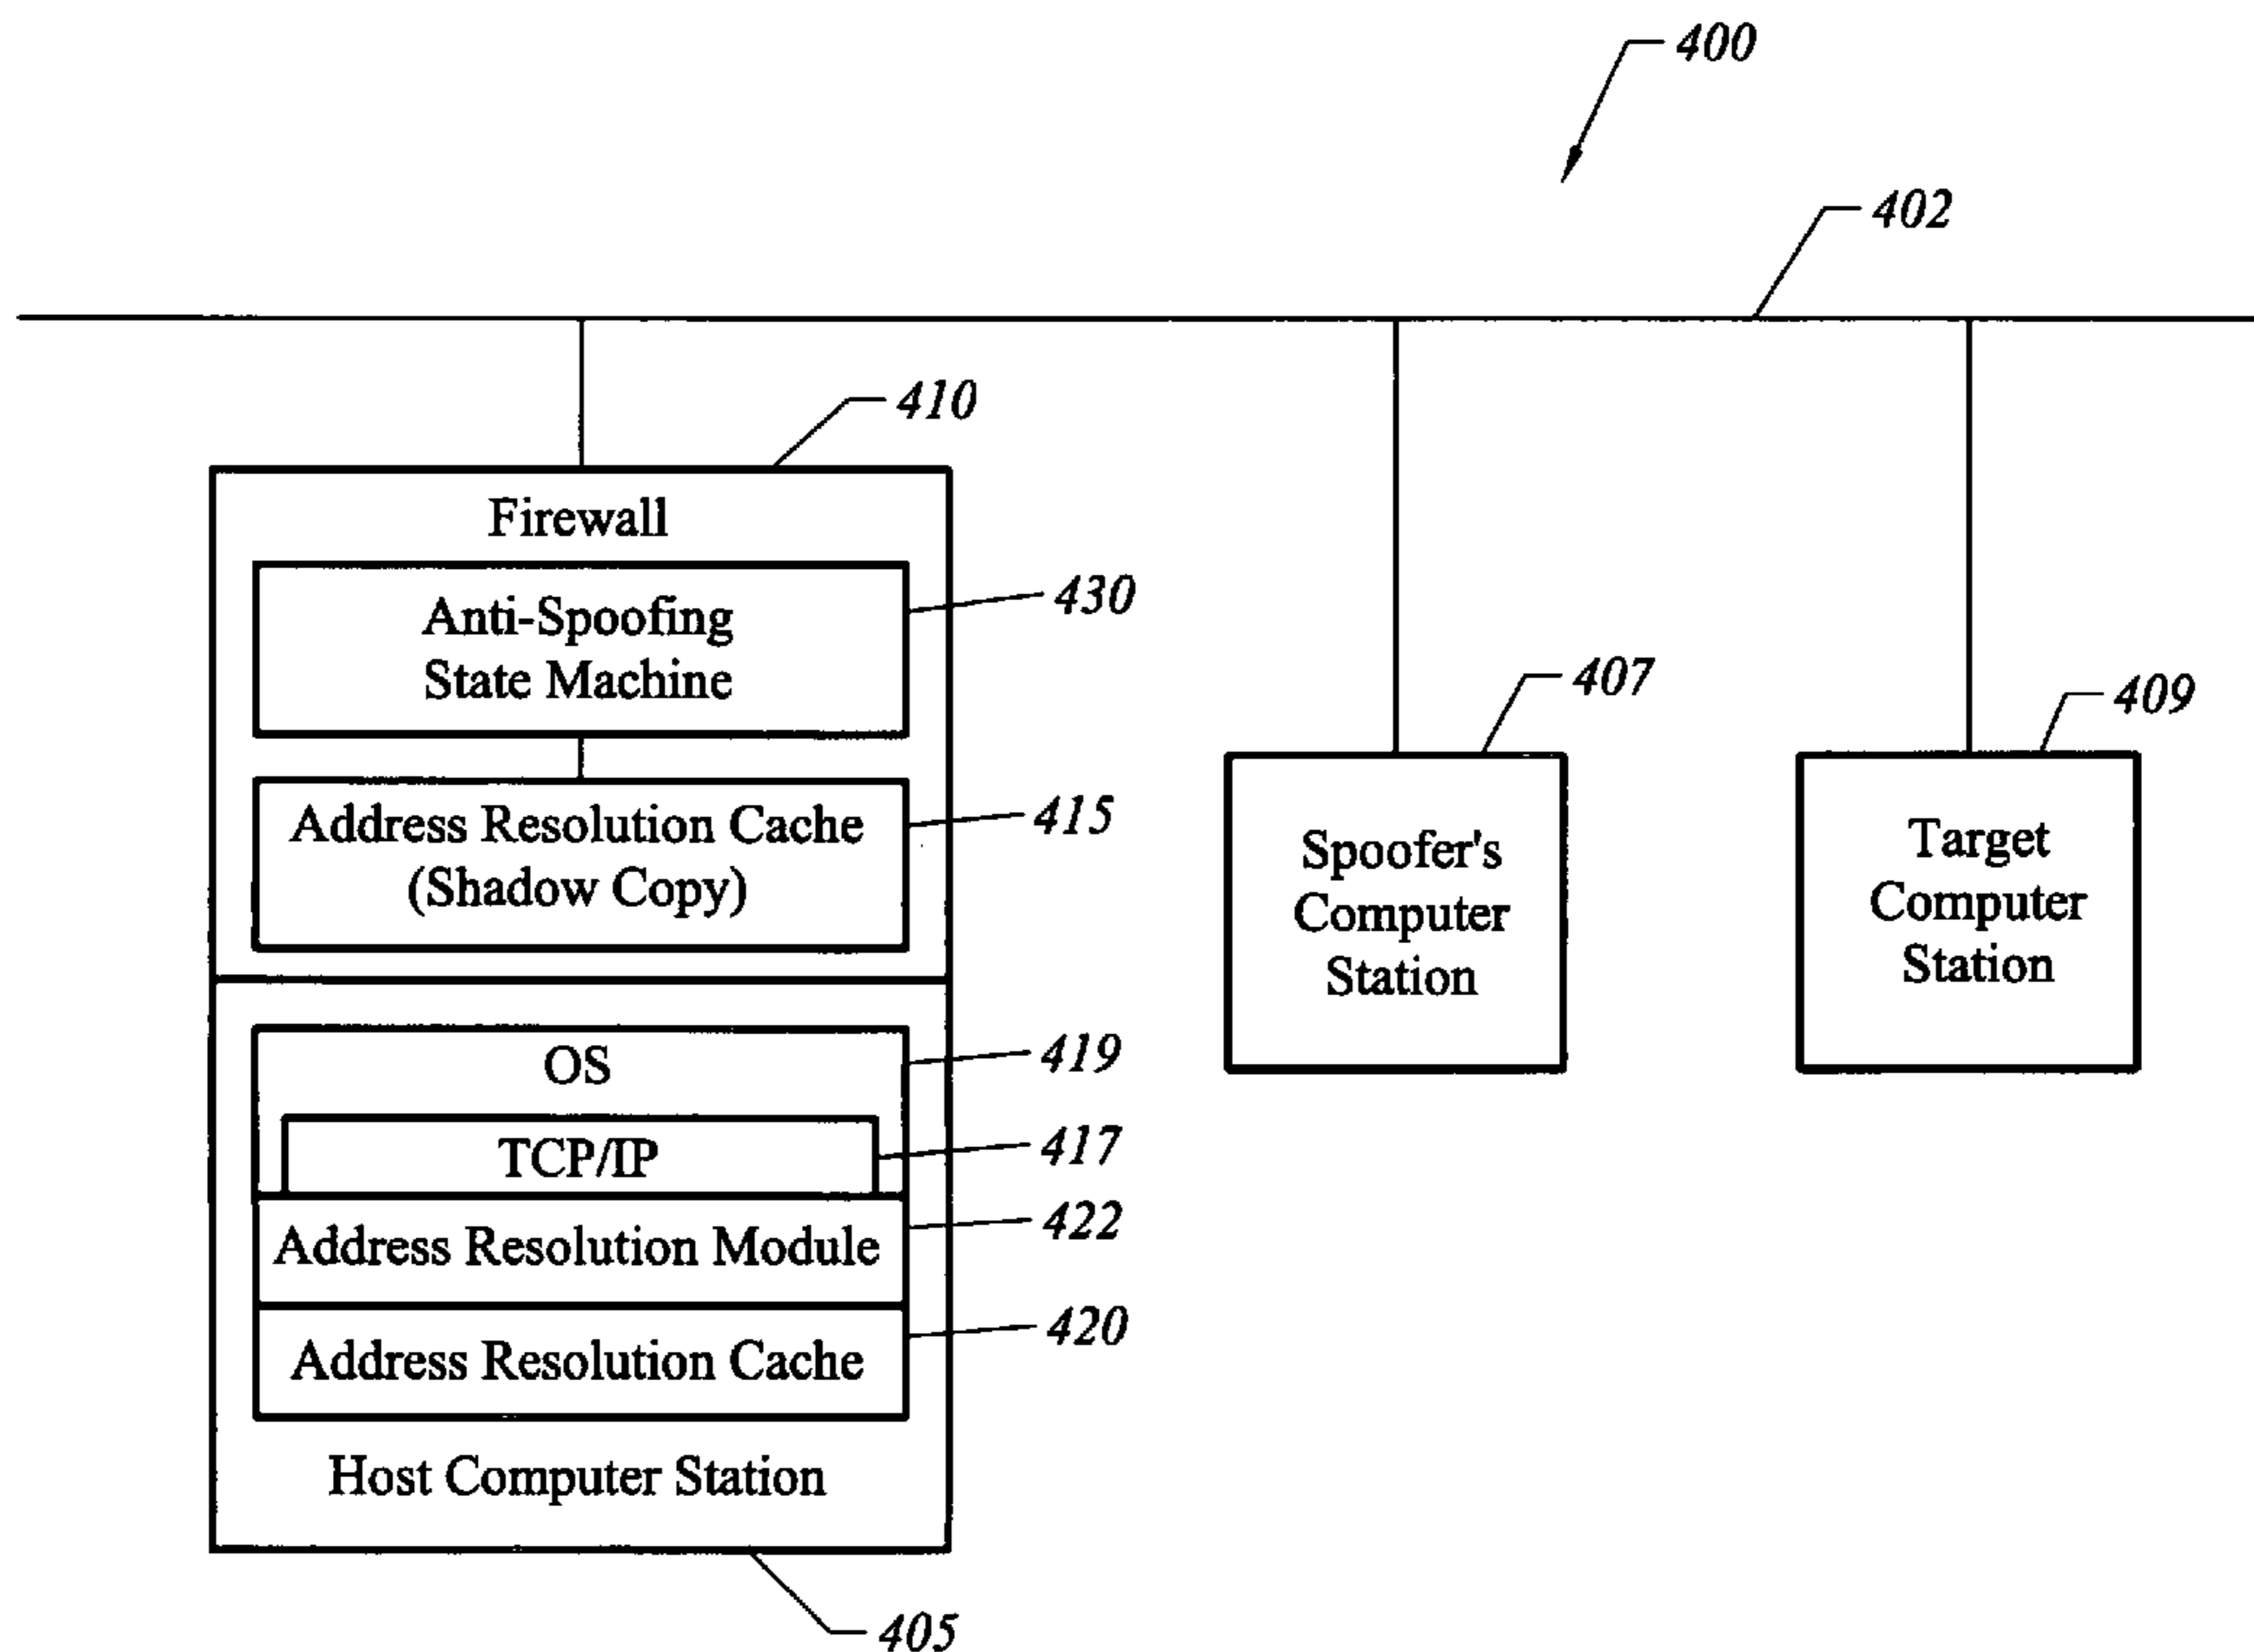 400
402
410
Firewall
Anti-Spoofing
State Machine
430
Address Resolution Cache
(Shadow Copy)
415
407
Spoofer's
Computer
Station
409
Target
Computer
Station
OS
419
TCP/IP
417
Address Resolution Module
422
Address Resolution Cache
420
Host Computer Station
405